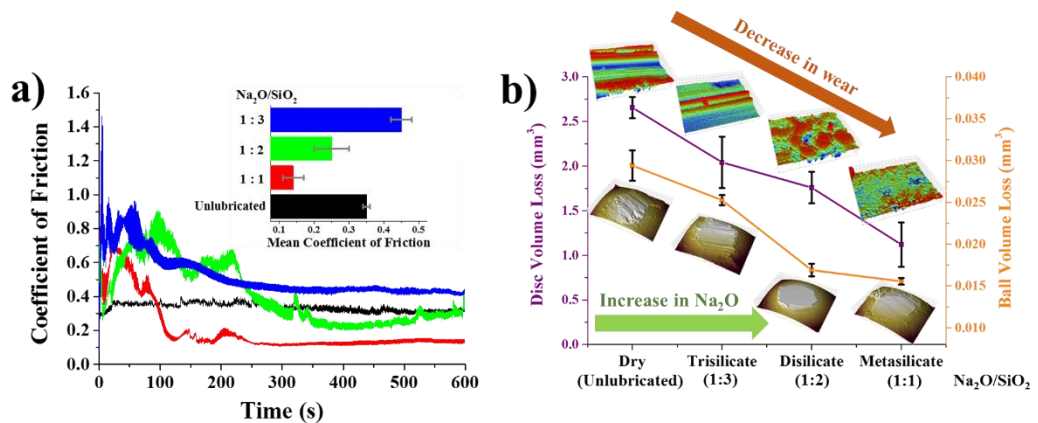 a)
Coefficient of Friction
1.6
1.4
1.2
1.0
0.8
0.6
0.4
0.2
0.0
0
100
200
300
400
500
600
Time (s)
Na₂O/SiO₂
1 : 3
1 : 2
1 : 1
Unlubricated
0.1 0.2 0.3 0.4 0.5
Mean Coefficient of Friction
b)
Decrease in wear
Disc Volume Loss (mm³)
3.0
2.5
2.0
1.5
1.0
0.5
0.0
0,040
0,035
0,030
0,025
0,020
0,015
0,010
Ball Volume Loss (mm³)
Increase in Na₂O
Dry
(Unlubricated)
Trisilicate
(1:3)
Disilicate
(1:2)
Metasilicate
(1:1)
Na₂O/SiO₂